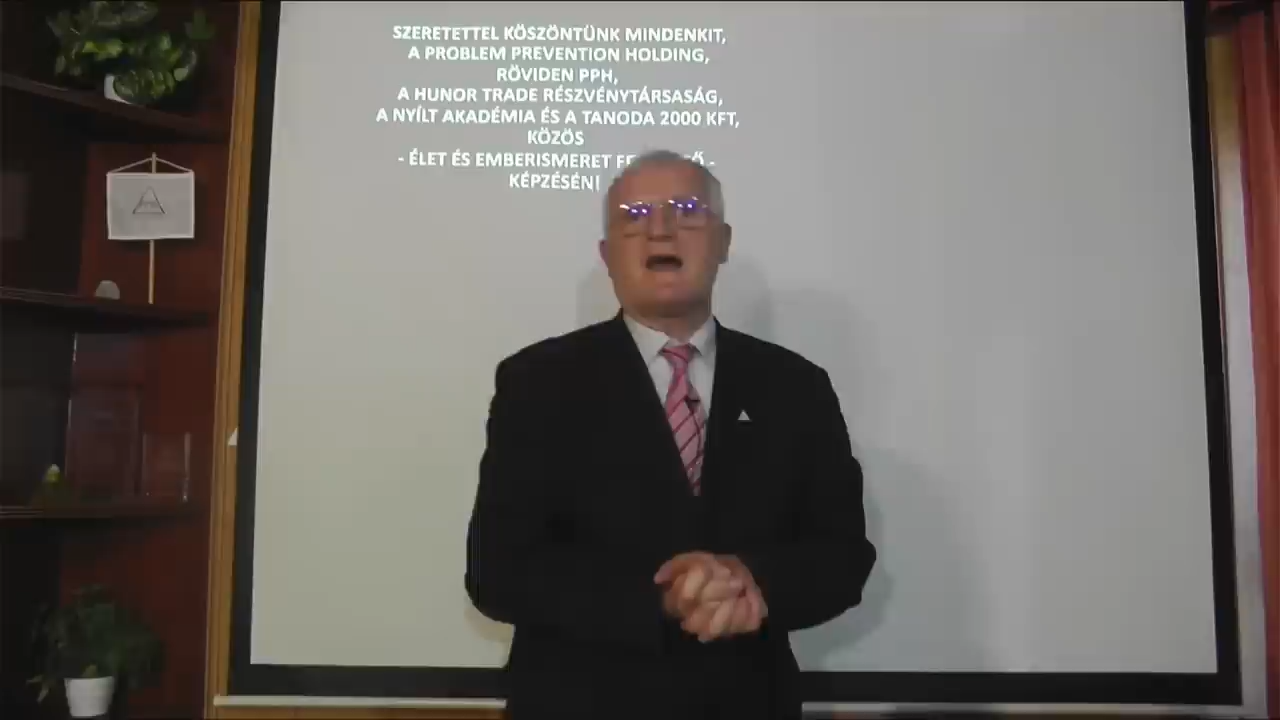 SZERETETTEL KÖSZÖNTÜNK MINDENKIT,
A PROBLEM PREVENTION HOLDING,
RÖVIDEN PPH,
A HUNOR TRADE RÉSZVÉNYTÁRSASÁG,
A NYÍLT AKADÉMIA ÉS A TANODA 2000 KFT,
KÖZÖS
- ÉLET ÉS EMBERISMERET -
KÉPZÉSÉN!